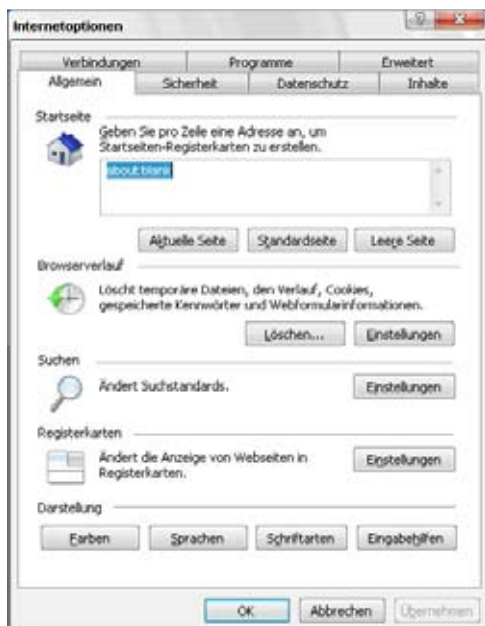 Internetoptionen
Verbindungen Programme Erweitert
Allgemein Sicherheit Datenschutz Inhalte
Startseite
Geben Sie pro Zeile eine Adresse an, um
Startseiten-Registerkarten zu erstellen.
about:blank
Aktuelle Seite Standardseite Leere Seite
Browserverlauf
Löscht temporäre Dateien, den Verlauf, Cookies,
gespeicherte Kennwörter und Webformularinformationen.
Löschen... Einstellungen
Suchen
Ändert Suchstandards. Einstellungen
Registerkarten
Ändert die Anzeige von Webseiten in
Registerkarten.
Einstellungen
Darstellung
Farben Sprachen Schriftarten Eingabehilfen
OK Abbrechen Übernehmen